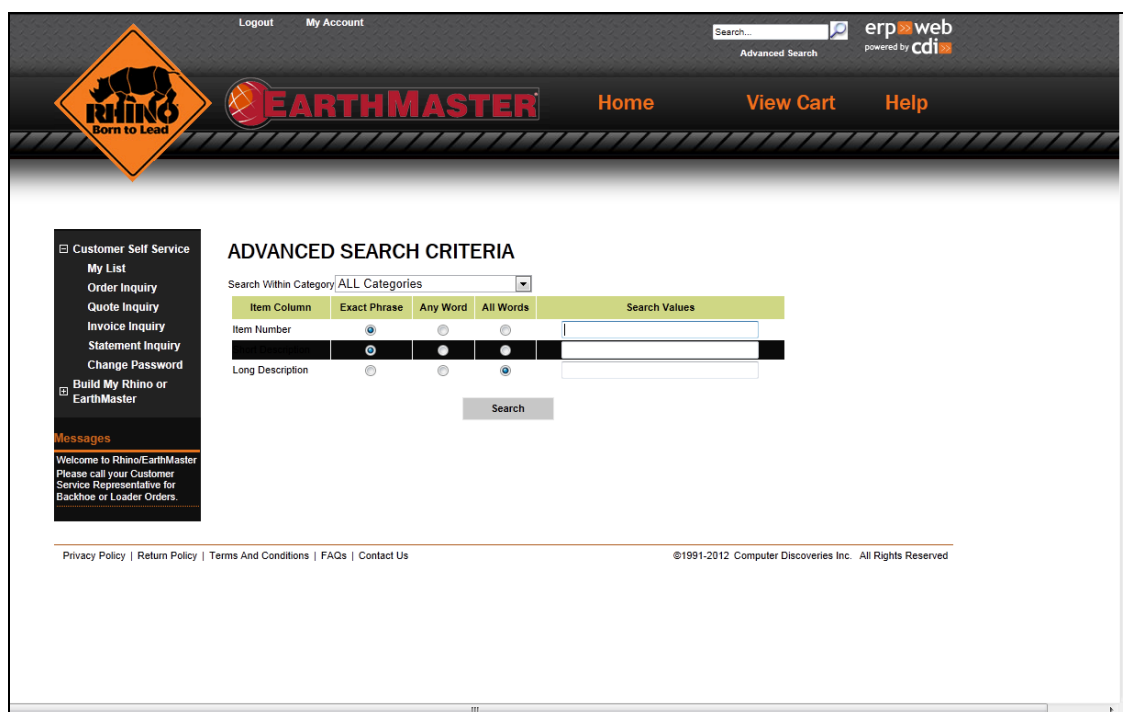 Logout My Account
Search...
Advanced Search
erp»web
powered by cdi»
RHINO
Born to Lead
EARTHMASTER
Home View Cart Help
Customer Self Service
My List
Order Inquiry
Quote Inquiry
Invoice Inquiry
Statement Inquiry
Change Password
Build My Rhino or
EarthMaster
Messages
Welcome to Rhino/EarthMaster
Please call your Customer
Service Representative for
Backhoe or Loader Orders.
ADVANCED SEARCH CRITERIA
Search Within Category ALL Categories
Item Column Exact Phrase Any Word All Words Search Values
Item Number
Long Description
Search
Privacy Policy | Return Policy | Terms And Conditions | FAQs | Contact Us
©1991-2012 Computer Discoveries Inc. All Rights Reserved